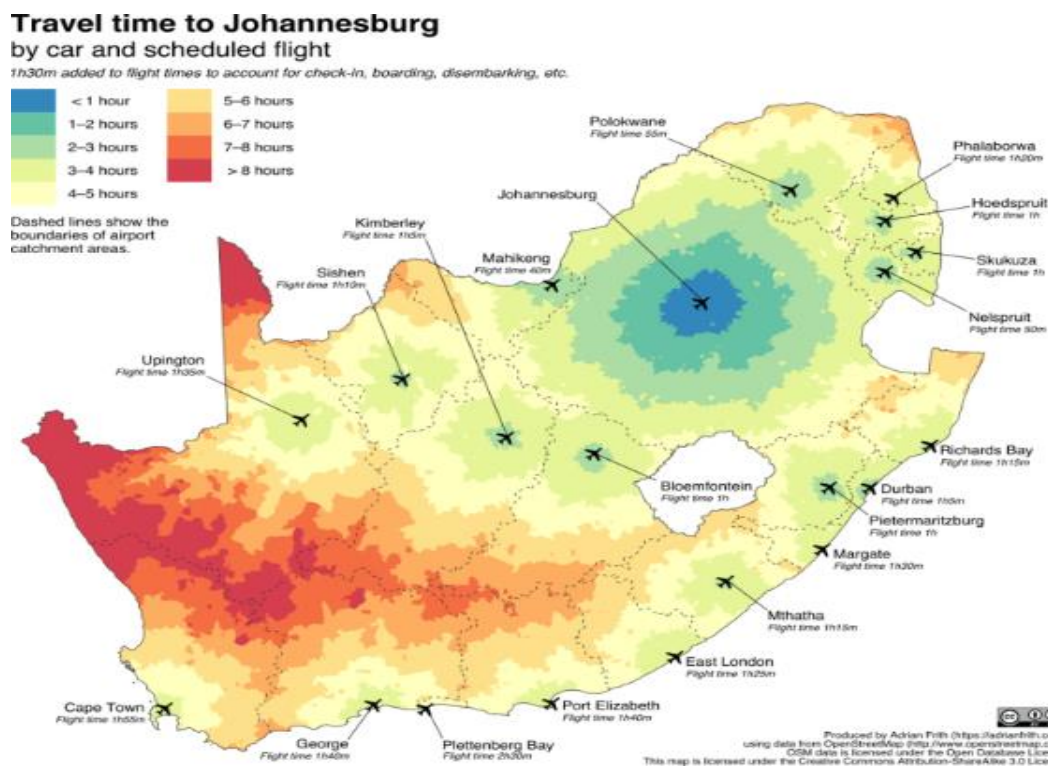 Travel time to Johannesburg
by car and scheduled flight
1h30m added to flight times to account for check-in, boarding, disembarking, etc.
< 1 hour
1–2 hours
2–3 hours
3–4 hours
4–5 hours
5–6 hours
6–7 hours
7–8 hours
> 8 hours
Dashed lines show the
boundaries of airport
catchment areas.
Polokwane
Flight time 55m
Phalaborwa
Flight time 1h20m
Johannesburg
Hoedspruit
Flight time 1h
Kimberley
Flight time 1h5m
Skukuza
Flight time 1h
Mahikeng
Flight time 40m
Sishen
Flight time 1h10m
Nelspruit
Flight time 50m
Upington
Flight time 1h35m
Richards Bay
Flight time 1h15m
Bloemfontein
Flight time 1h
Durban
Flight time 1h5m
Pietermaritzburg
Flight time 1h
Margate
Flight time 1h20m
Mthatha
Flight time 1h15m
East London
Flight time 1h25m
Cape Town
Flight time 1h55m
Port Elizabeth
Flight time 1h40m
George
Flight time 1h40m
Plettenberg Bay
Flight time 2h20m
cc
Produced by Adrian Frith (https://adrianfrith.c
using data from OpenStreetMap (http://www.openstreetmap.o
OSM data is licensed under the Open Database Lice
This map is licensed under the Creative Commons Attribution-ShareAlike 3.0 Lice